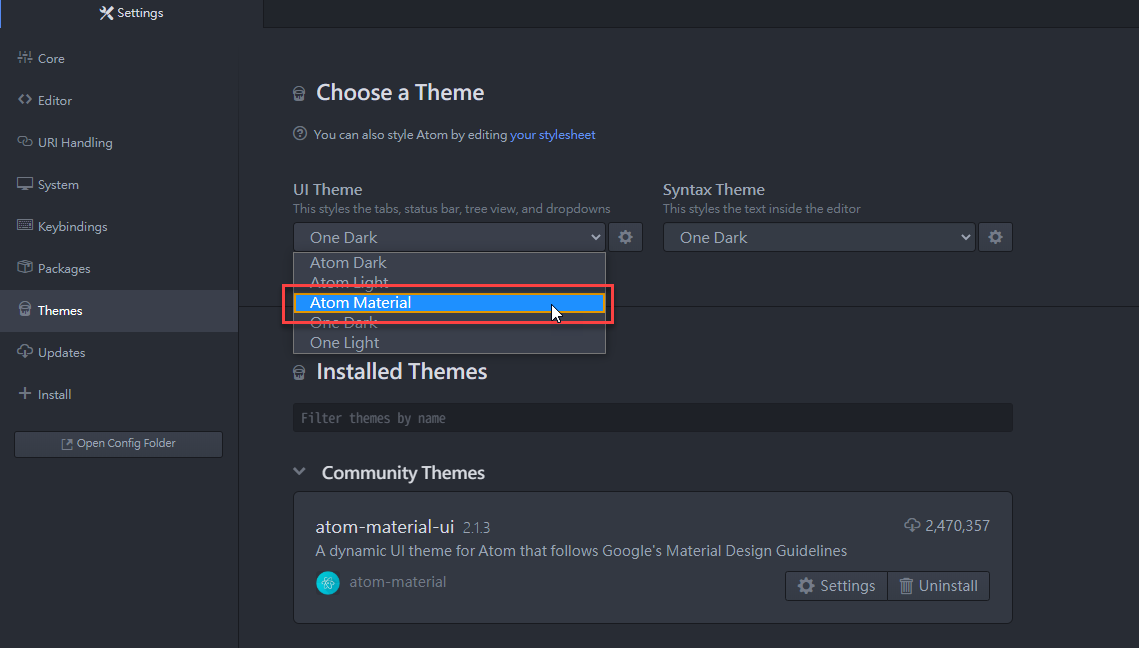 Settings
Core
Editor
URI Handling
System
Keybindings
Packages
Themes
Updates
Install
Open Config Folder
Choose a Theme
You can also style Atom by editing your stylesheet
UI Theme
This styles the tabs, status bar, tree view, and dropdowns
One Dark
Atom Dark
Atom Light
Atom Material
One Dark
One Light
Syntax Theme
This styles the text inside the editor
One Dark
Installed Themes
Filter themes by name
Community Themes
atom-material-ui 2.1.3
2,470,357
A dynamic UI theme for Atom that follows Google's Material Design Guidelines
atom-material
Settings
Uninstall